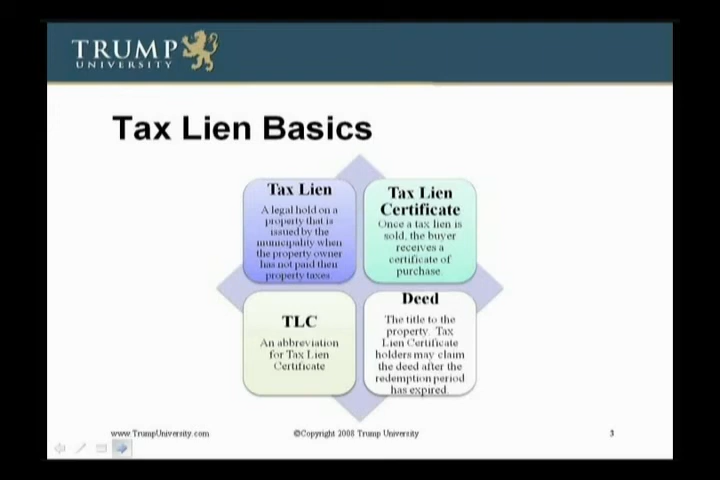 TRUMP
UNIVERSITY
Tax Lien Basics
Tax Lien
A legal hold on a
property that is
issued by the
municipality when
the property owner
has not paid their
property taxes.
Tax Lien
Certificate
Once a tax lien is
sold, the buyer
receives a
certificate of
purchase.
TLC
An abbreviation
for Tax Lien
Certificate
Deed
The title to the
property. Tax
Lien Certificate
holders may claim
the deed after the
redemption period
has expired.
www.TrumpUniversity.com
©Copyright 2008 Trump University
3